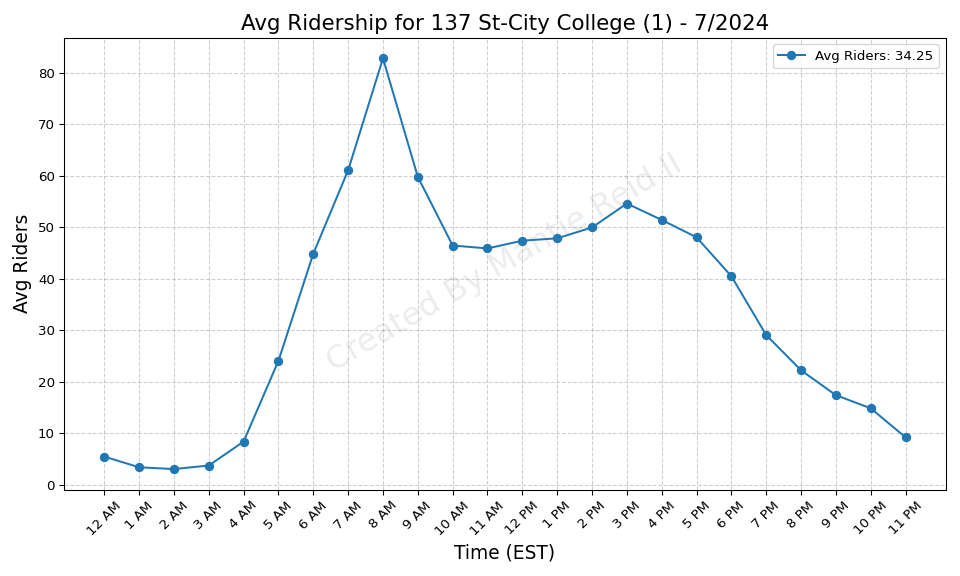 Avg Ridership for 137 St-City College (1) - 7/2024
Avg Riders: 34.25
Avg Riders
80
70
60
50
40
30
20
10
0
Created By Mantie Reid II
12 AM
1 AM
2 AM
3 AM
4 AM
5 AM
6 AM
7 AM
8 AM
9 AM
10 AM
11 AM
12 PM
1 PM
2 PM
3 PM
4 PM
5 PM
6 PM
7 PM
8 PM
9 PM
10 PM
11 PM
Time (EST)